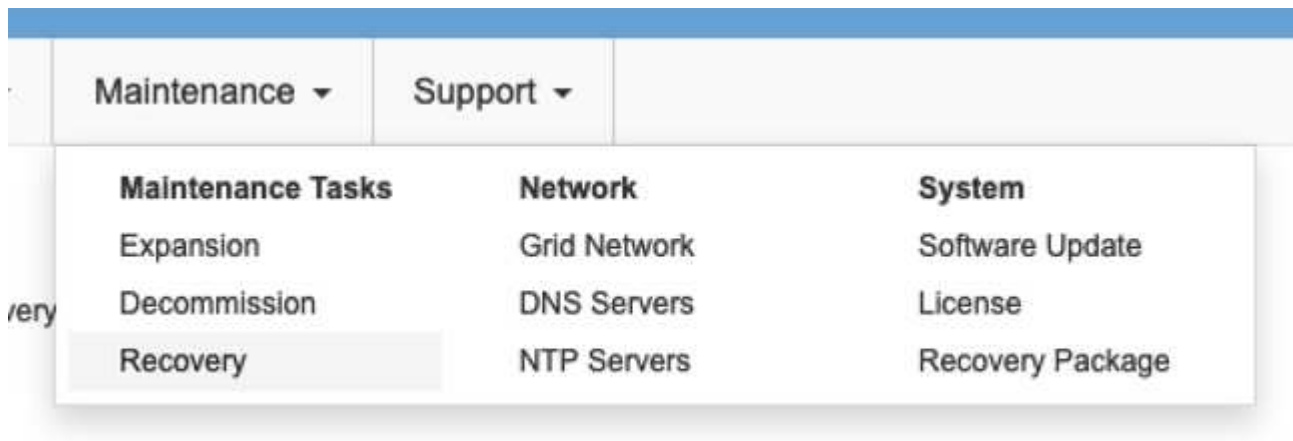 Maintenance Support
Maintenance Tasks Network System
Expansion Grid Network Software Update
Decommission DNS Servers License
very
Recovery NTP Servers Recovery Package